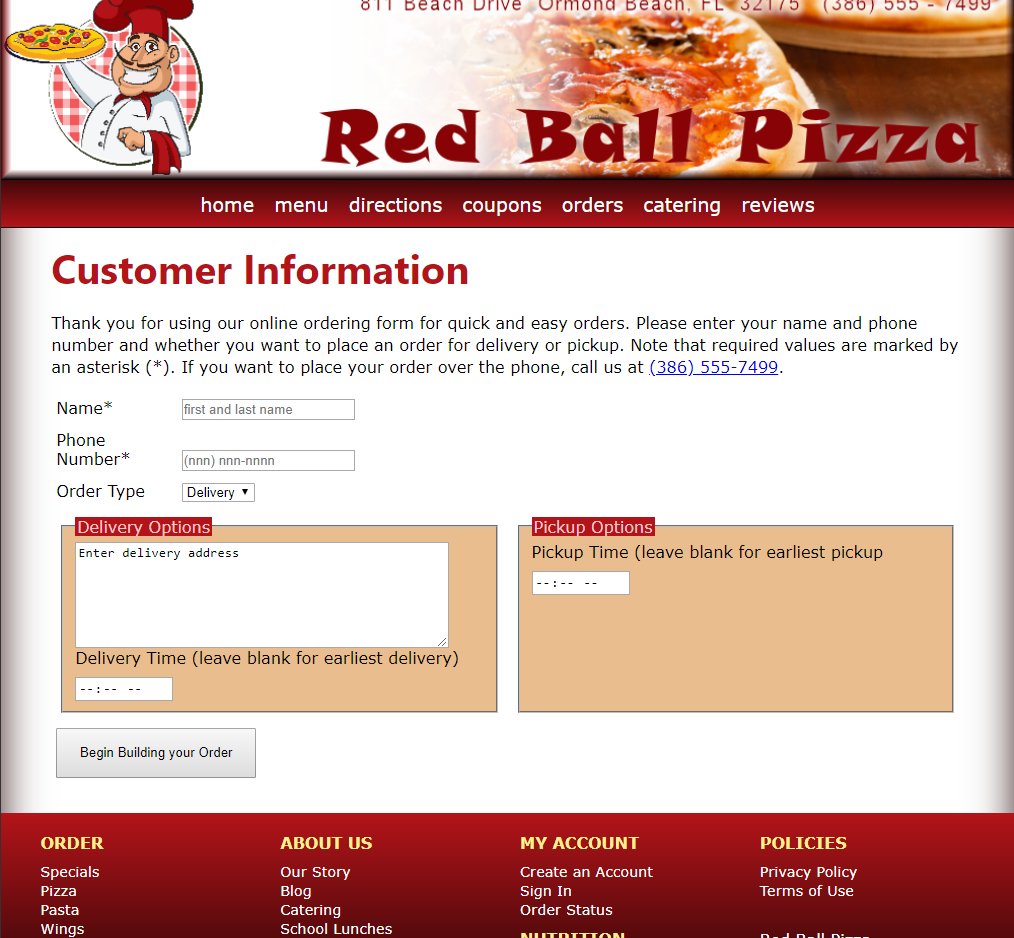 811 Beach Drive Ormond Beach, FL 32175 (386) 555 - 7499
Red Ball Pizza
home menu directions coupons orders catering reviews
Customer Information
Thank you for using our online ordering form for quick and easy orders. Please enter your name and phone
number and whether you want to place an order for delivery or pickup. Note that required values are marked by
an asterisk (*). If you want to place your order over the phone, call us at (386) 555-7499.
Name*
first and last name
Phone
Number*
(nnn) nnn-nnnn
Order Type
Delivery ▼
Delivery Options
Enter delivery address
Delivery Time (leave blank for earliest delivery)
--:-- --
Pickup Options
Pickup Time (leave blank for earliest pickup
--:-- --
Begin Building your Order
ORDER
Specials
Pizza
Pasta
Wings
ABOUT US
Our Story
Blog
Catering
School Lunches
MY ACCOUNT
Create an Account
Sign In
Order Status
NUTRITION
POLICIES
Privacy Policy
Terms of Use
Red Ball Pizza